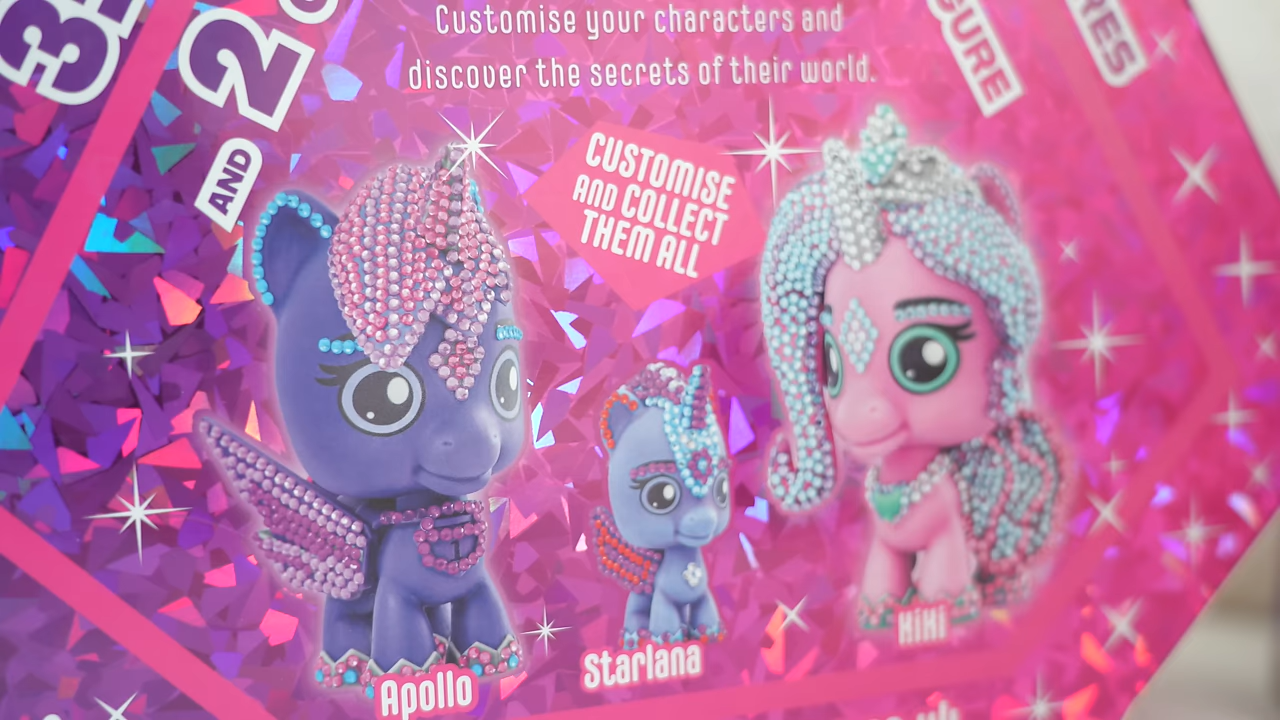 Customise your characters and
discover the secrets of their world.
AND 2
CUSTOMISE
AND COLLECT
THEM ALL
Apollo
Starlana
KiKi